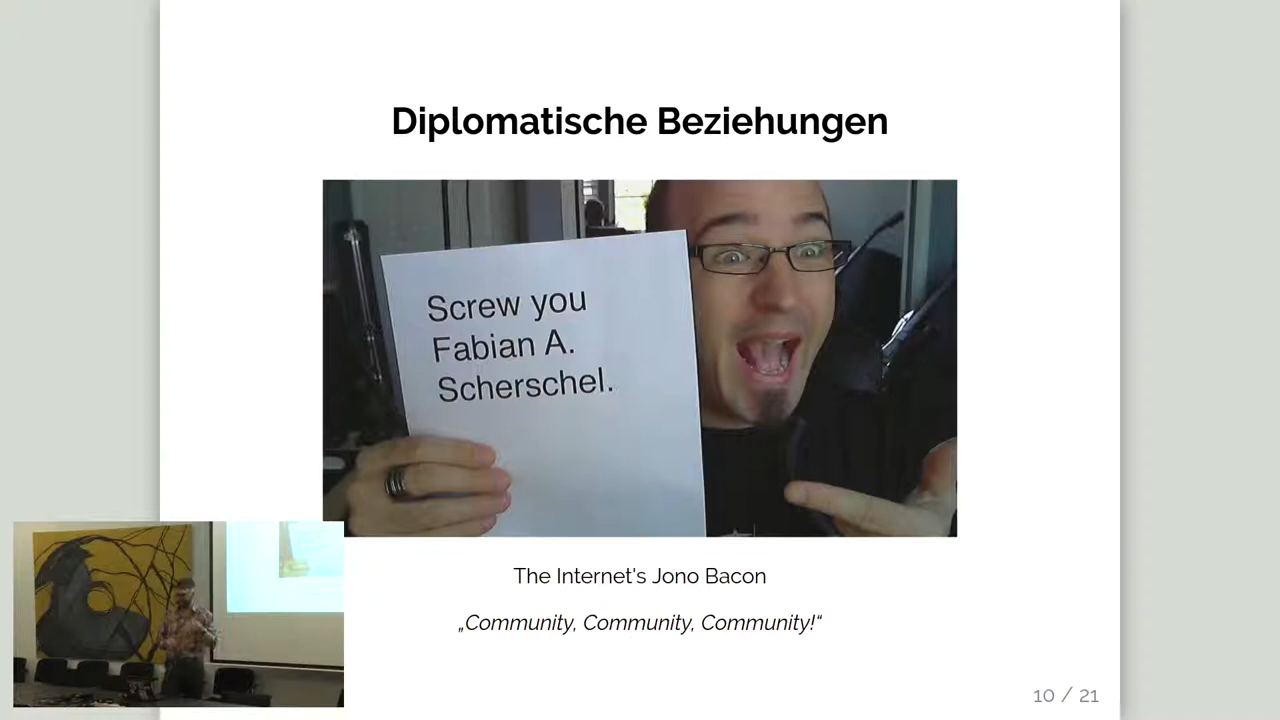 Diplomatische Beziehungen
Screw you
Fabian A.
Scherschel.
The Internet's Jono Bacon
„Community, Community, Community!“
10 / 21